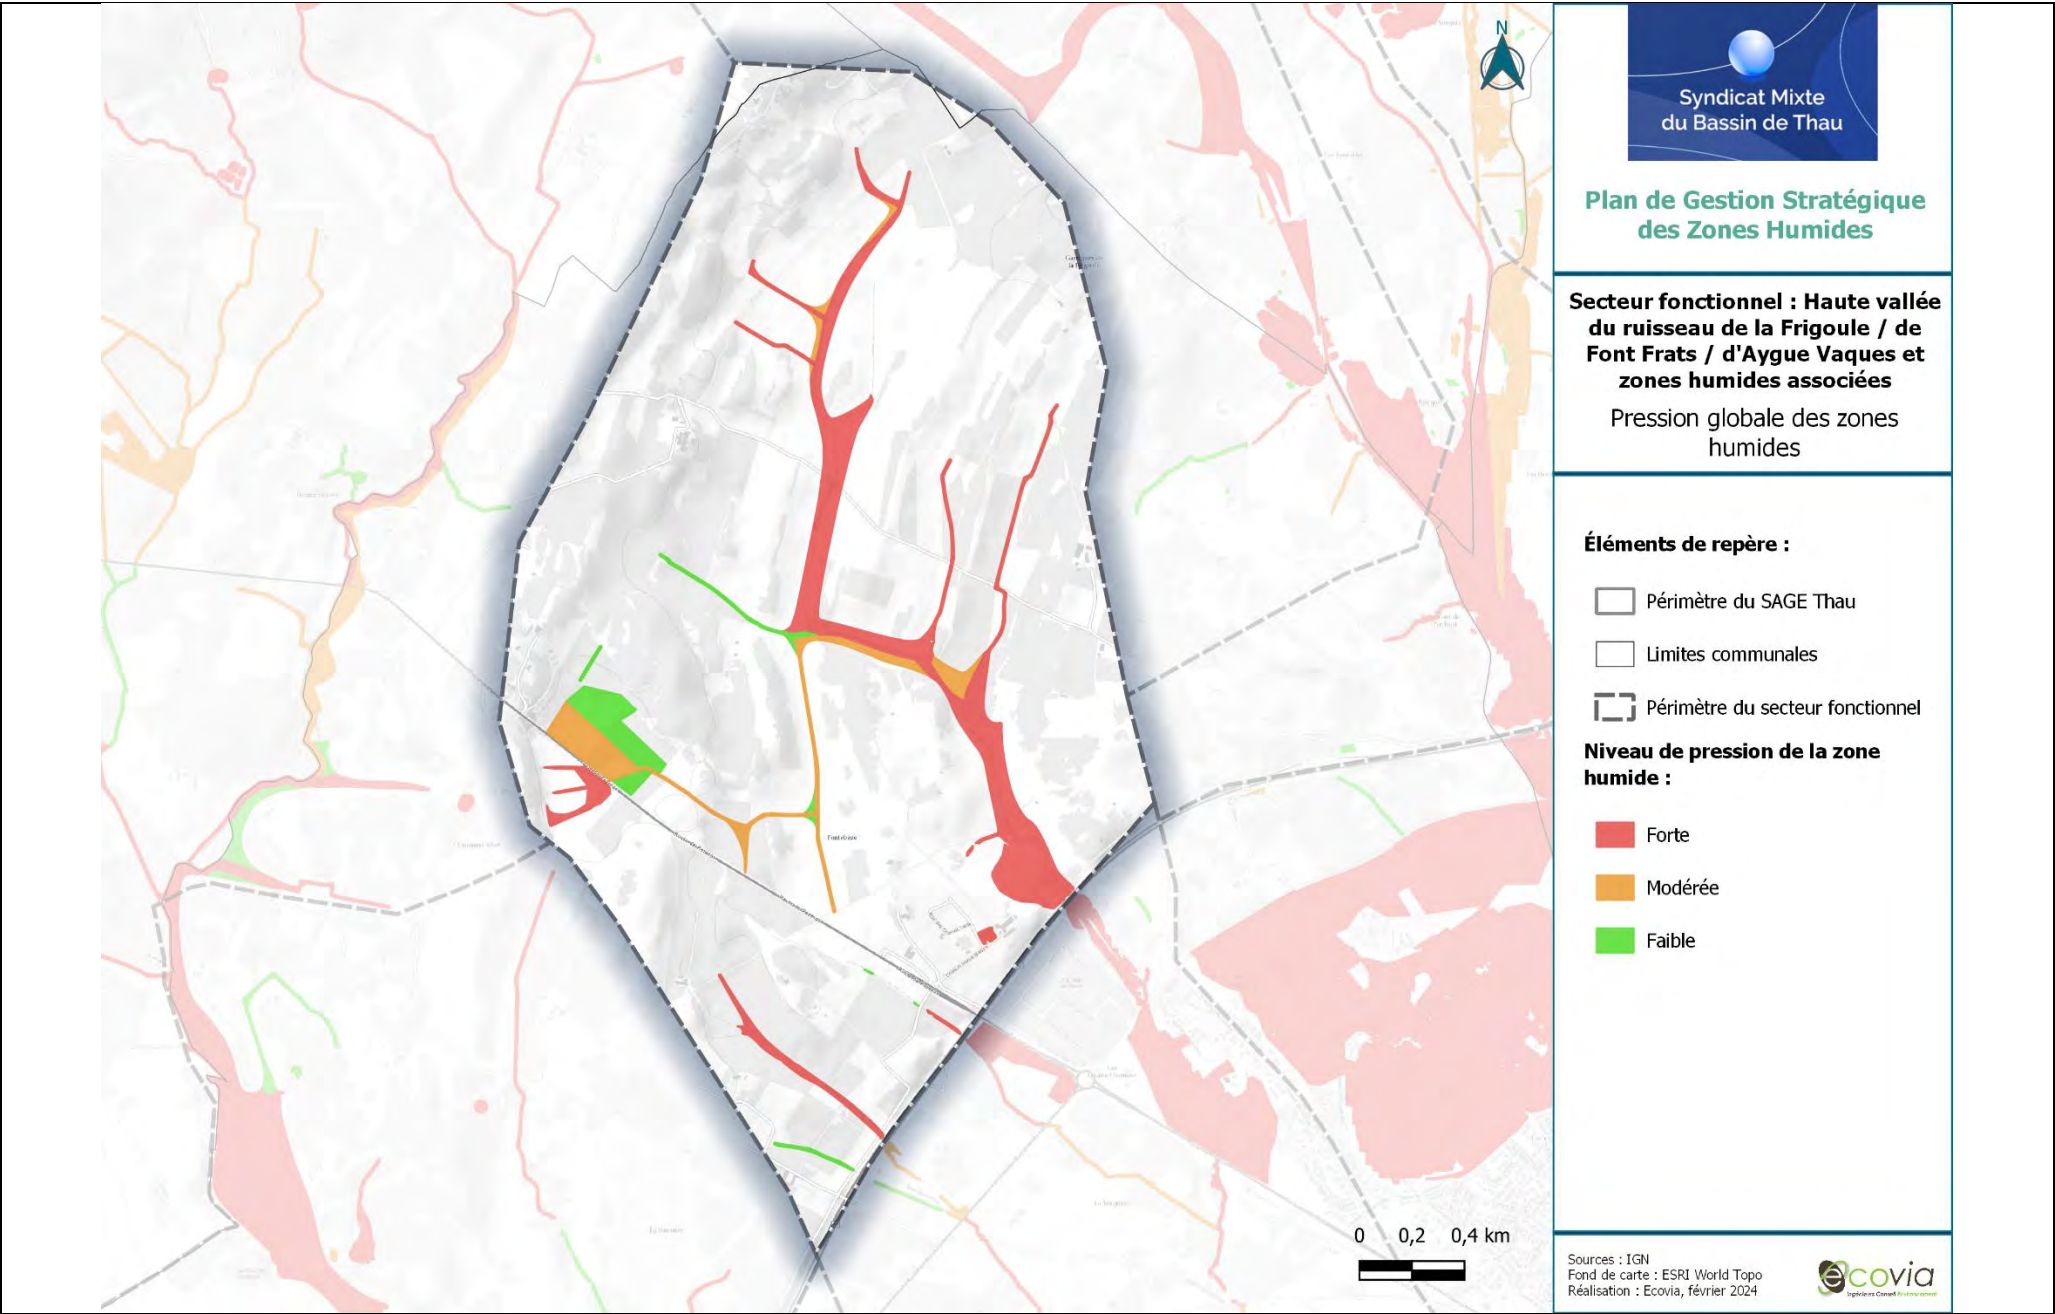 N
Syndicat Mixte
du Bassin de Thau
Plan de Gestion Stratégique
des Zones Humides
Secteur fonctionnel : Haute vallée
du ruisseau de la Frigoule / de
Font Frats / d'Aygue Vaques et
zones humides associées
Pression globale des zones
humides
Éléments de repère :
Périmètre du SAGE Thau
Limites communales
Périmètre du secteur fonctionnel
Niveau de pression de la zone
humide :
Forte
Modérée
Faible
0 0,2 0,4 km
Sources : IGN
Fond de carte : ESRI World Topo
Réalisation : Ecovia, février 2024
écovia
Ingénierie Conseil Environnement